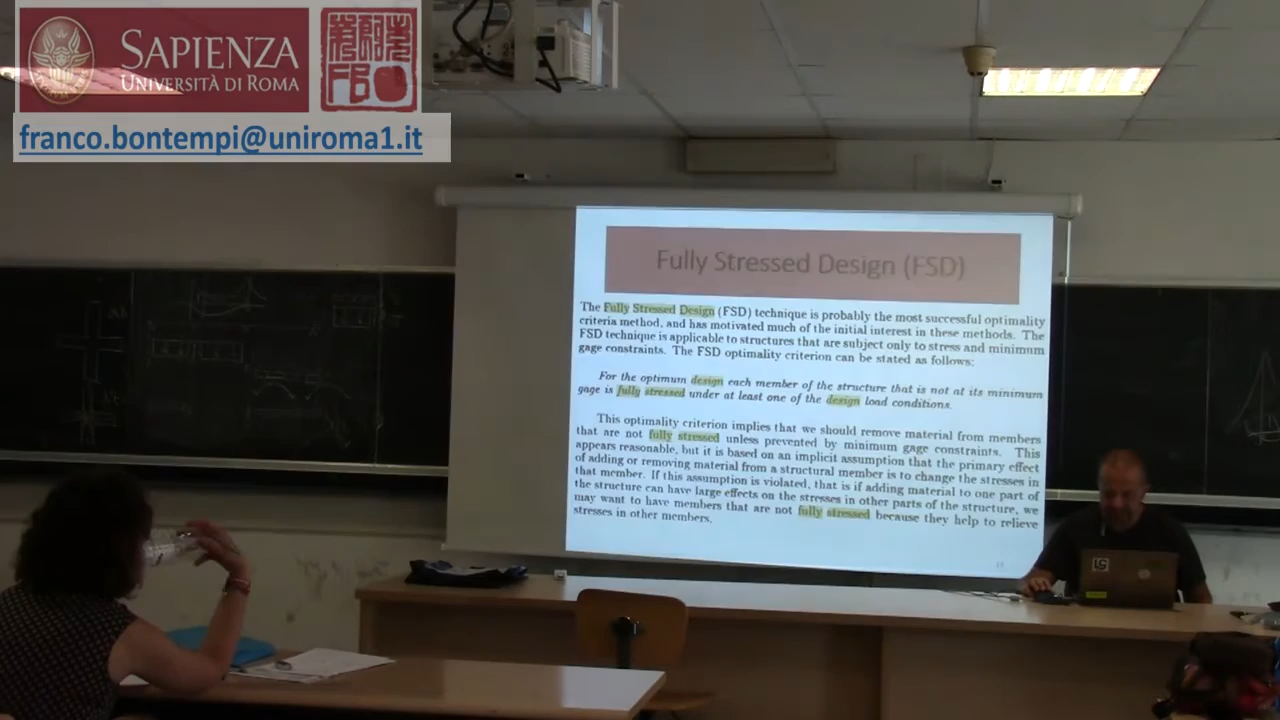 SAPIENZA
UNIVERSITÀ DI ROMA
FBO
franco.bontempi@uniroma1.it
Fully Stressed Design (FSD)
The Fully Stressed Design (FSD) technique is probably the most successful optimality
criteria method, and has motivated much of the initial interest in these methods. The
FSD technique is applicable to structures that are subject only to stress and minimum
gage constraints. The FSD optimality criterion can be stated as follows:
For the optimum design each member of the structure that is not at its minimum
gage is fully stressed under at least one of the design load conditions.
This optimality criterion implies that we should remove material from members
that are not fully stressed unless prevented by minimum gage constraints. This
appears reasonable, but it is based on an implicit assumption that the primary effect
of adding or removing material from a structural member is to change the stresses in
that member. If this assumption is violated, that is if adding material to one part of
the structure can have large effects on the stresses in other parts of the structure, we
may want to have members that are not fully stressed because they help to relieve
stresses in other members.